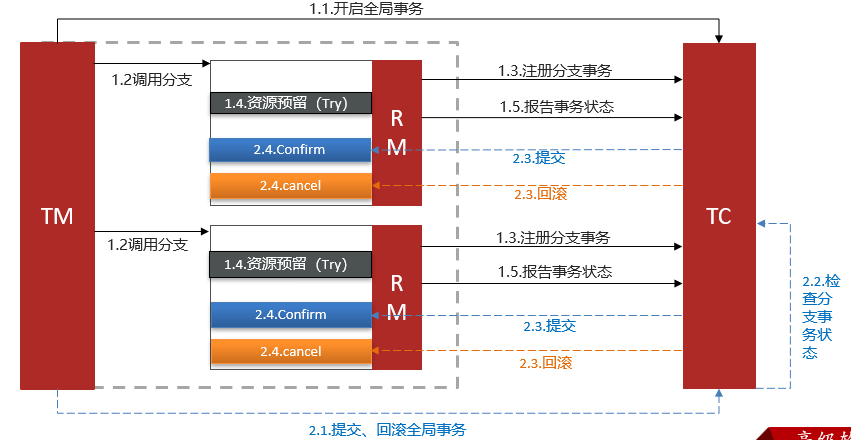 1.1.开启全局事务
TM
1.2调用分支
1.4.资源预留（Try）
2.4.Confirm
2.4.cancel
R
M
1.3.注册分支事务
1.5.报告事务状态
2.3.提交
2.3.回滚
TC
1.2调用分支
1.4.资源预留（Try）
2.4.Confirm
2.4.cancel
R
M
1.3.注册分支事务
1.5.报告事务状态
2.3.提交
2.3.回滚
2.2.检
查分
支事
务状
态
2.1.提交、回滚全局事务
高级